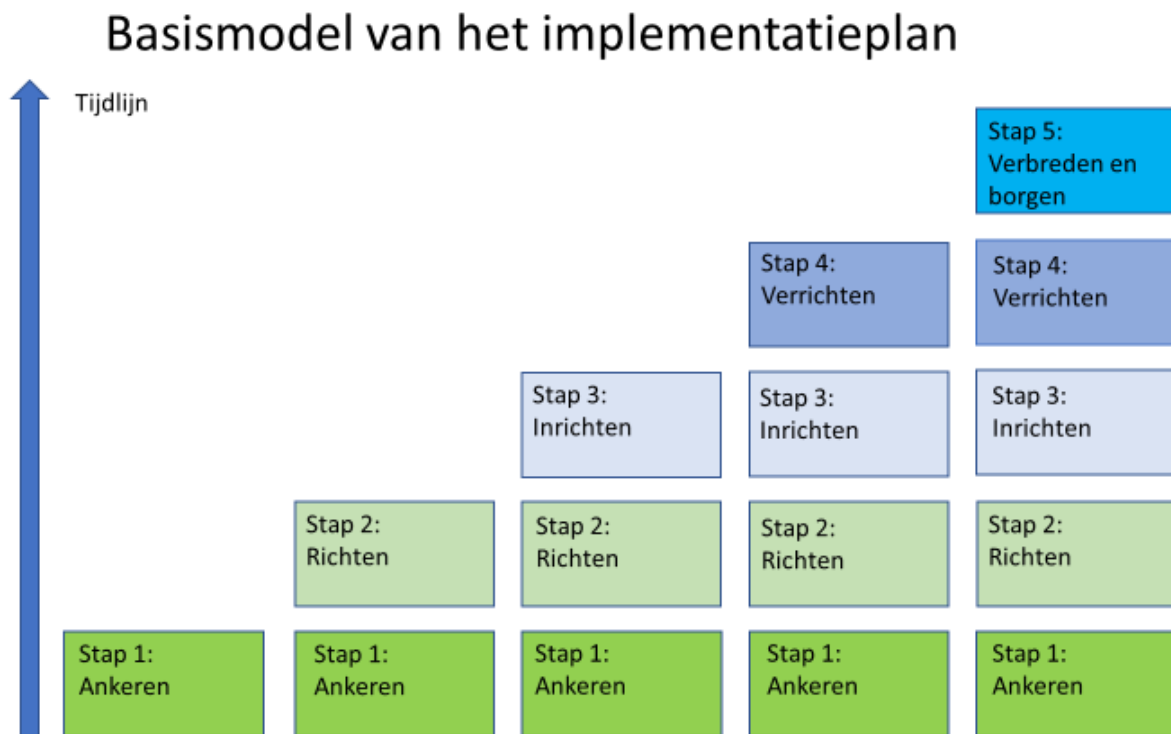 Basismodel van het implementatieplan
Tijdlijn
Stap 5:
Verbreden en
borgen
Stap 4:
Verrichten
Stap 4:
Verrichten
Stap 3:
Inrichten
Stap 3:
Inrichten
Stap 3:
Inrichten
Stap 2:
Richten
Stap 2:
Richten
Stap 2:
Richten
Stap 2:
Richten
Stap 1:
Ankeren
Stap 1:
Ankeren
Stap 1:
Ankeren
Stap 1:
Ankeren
Stap 1:
Ankeren